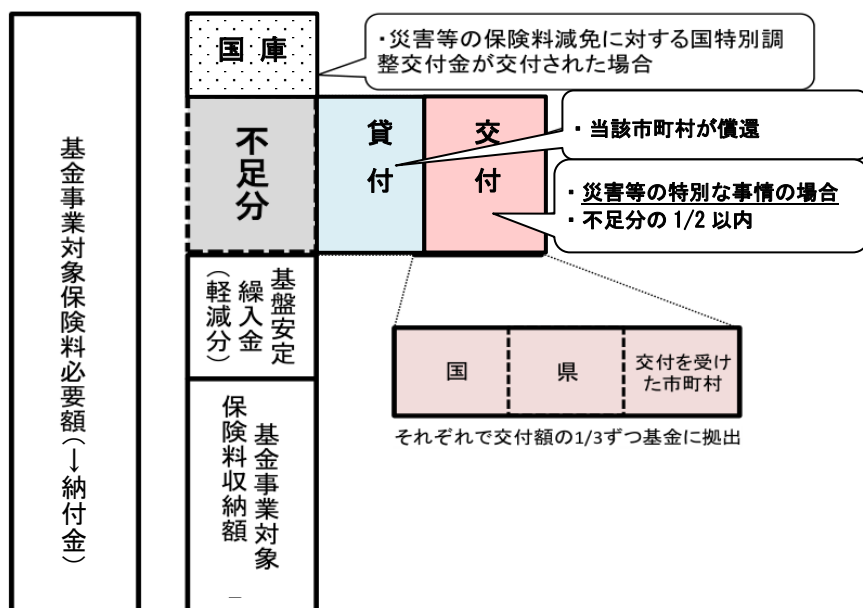 基金事業対象保険料必要額（→納付金）
国庫
・災害等の保険料減免に対する国特別調
整交付金が交付された場合
不足分
貸付
交付
・当該市町村が償還
・災害等の特別な事情の場合
・不足分の 1/2 以内
基盤安定
繰入金
（軽減分）
国
県
交付を受け
た市町村
それぞれで交付額の1/3ずつ基金に拠出
基金事業対象
保険料収納額